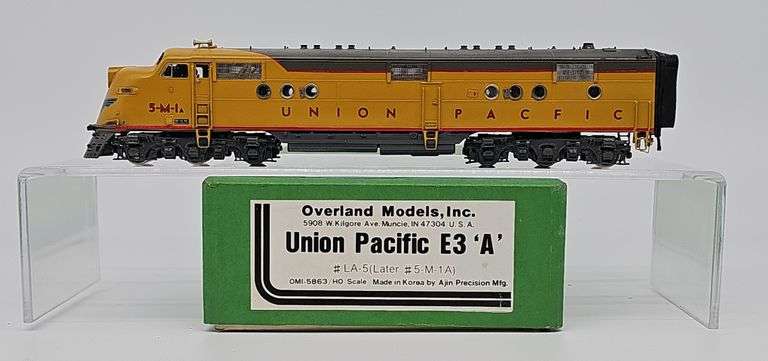 5-M-1A
UNION PACFIC
Overland Models, Inc.
5908 W. Kilgore Ave. Muncie, IN 47304 U.S.A.
Union Pacific E3 'A'
# LA-5 (Later #5-M-1A)
OMI-5863/HO Scale Made in Korea by Ajin Precision Mfg.